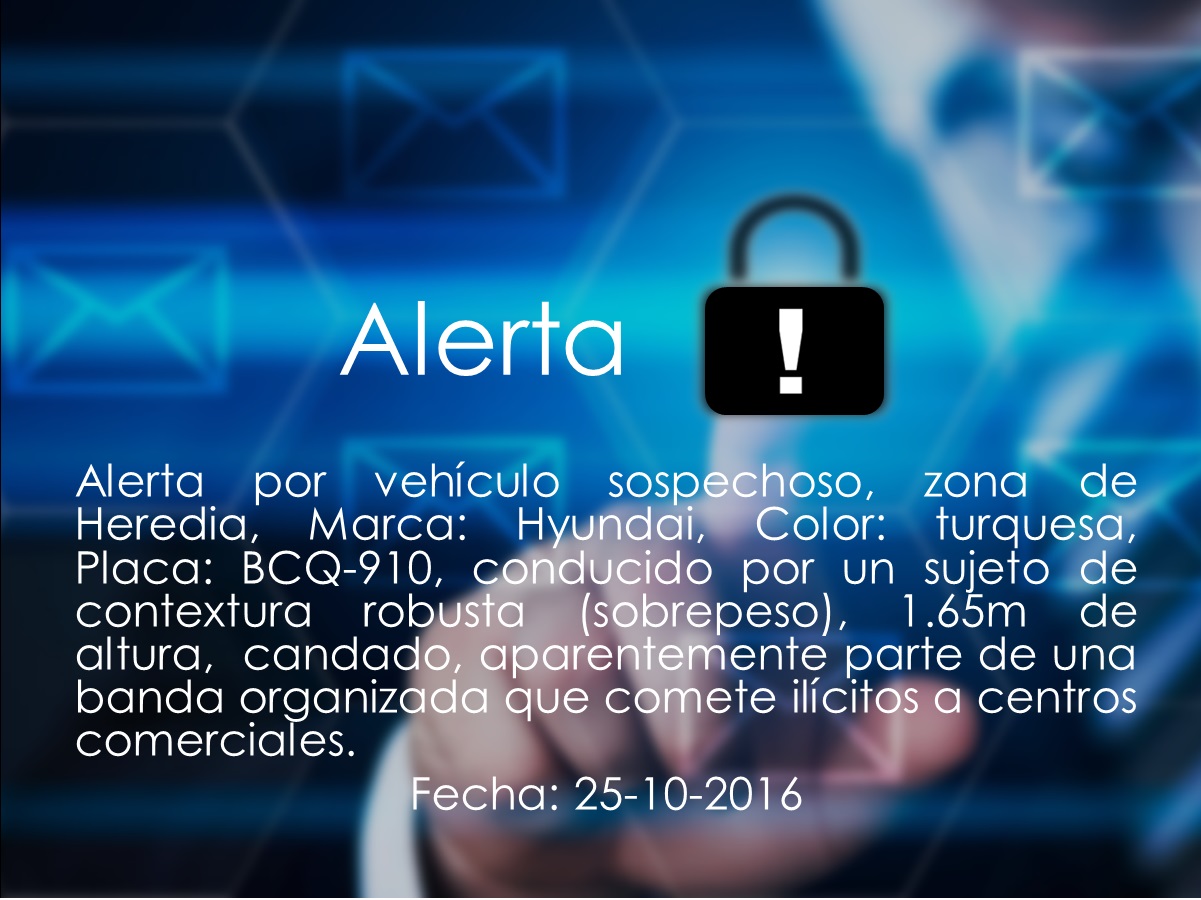 Alerta
!
Alerta por vehículo sospechoso, zona de
Heredia, Marca: Hyundai, Color: turquesa,
Placa: BCQ-910, conducido por un sujeto de
contextura robusta (sobrepeso), 1.65m de
altura, candado, aparentemente parte de una
banda organizada que comete ilícitos a centros
comerciales.
Fecha: 25-10-2016